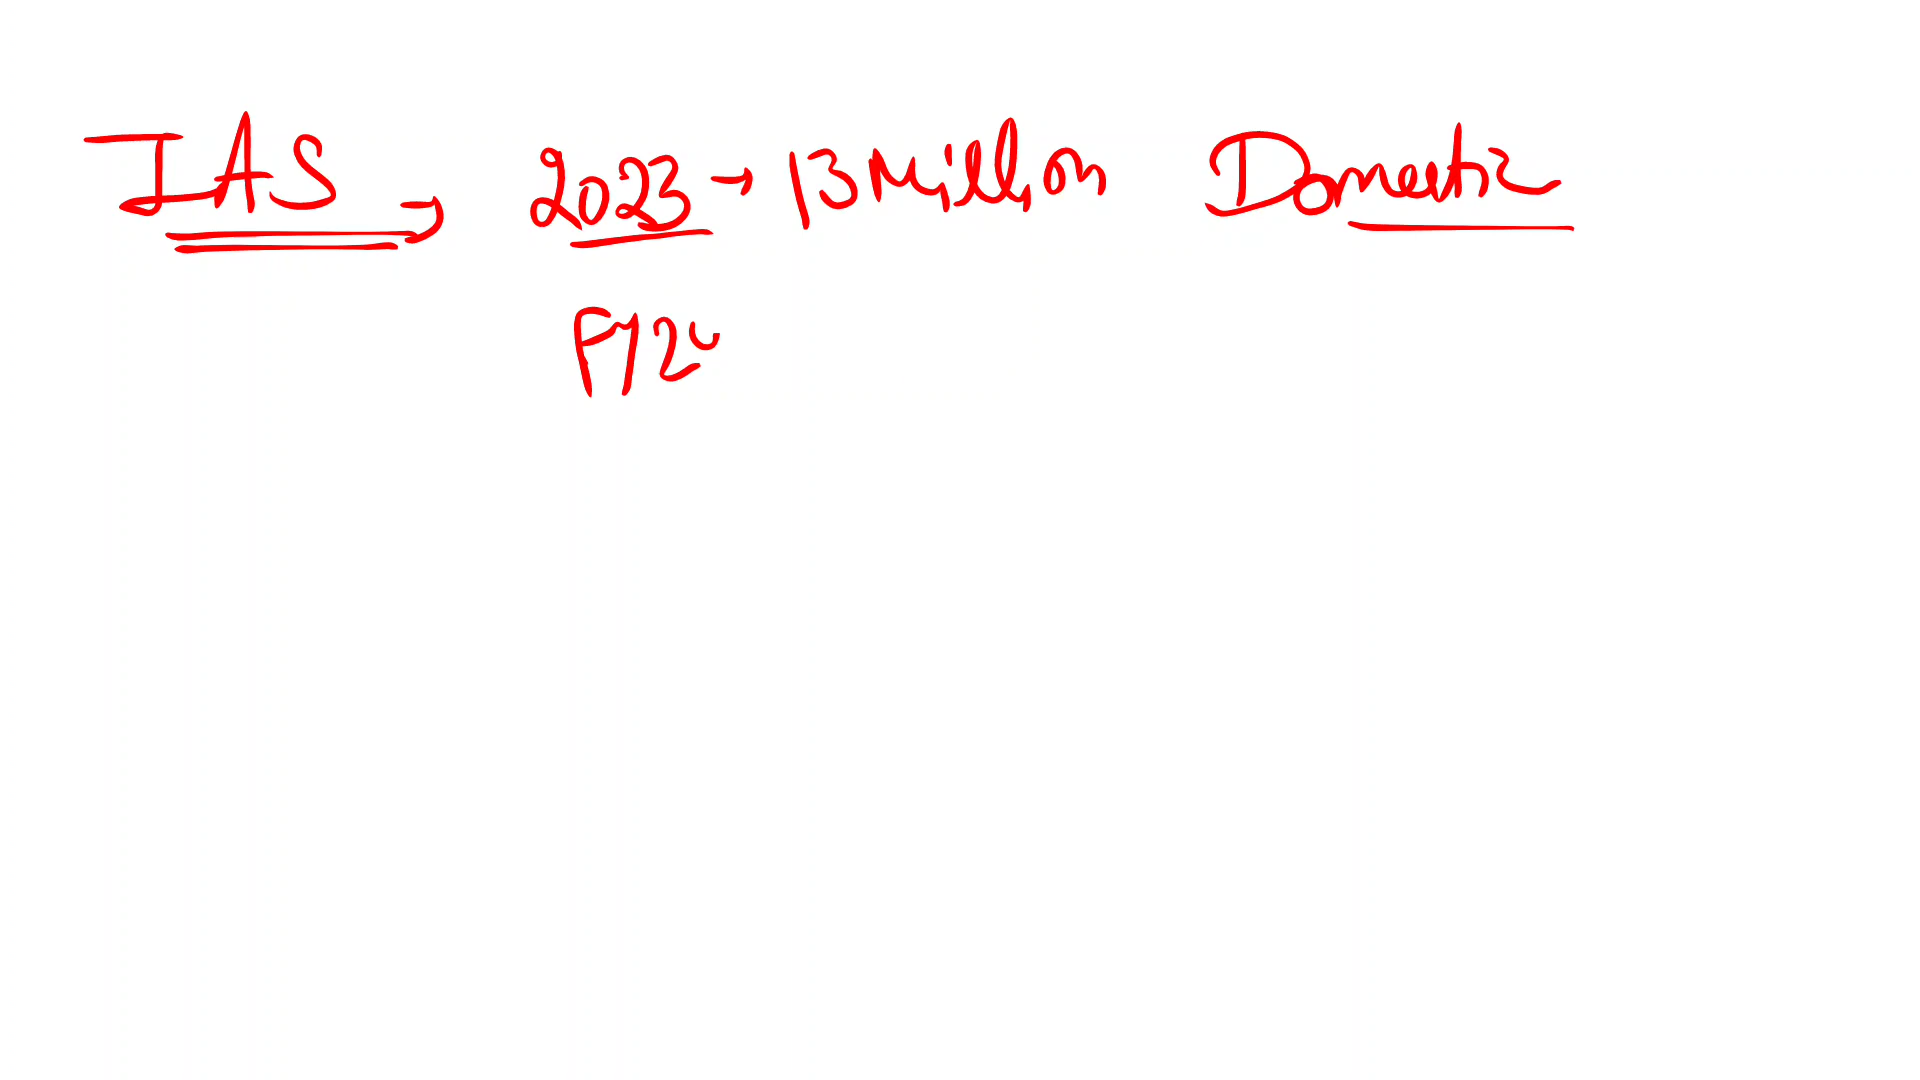 IAS → 2023 → 13 Million Domestic
FY2